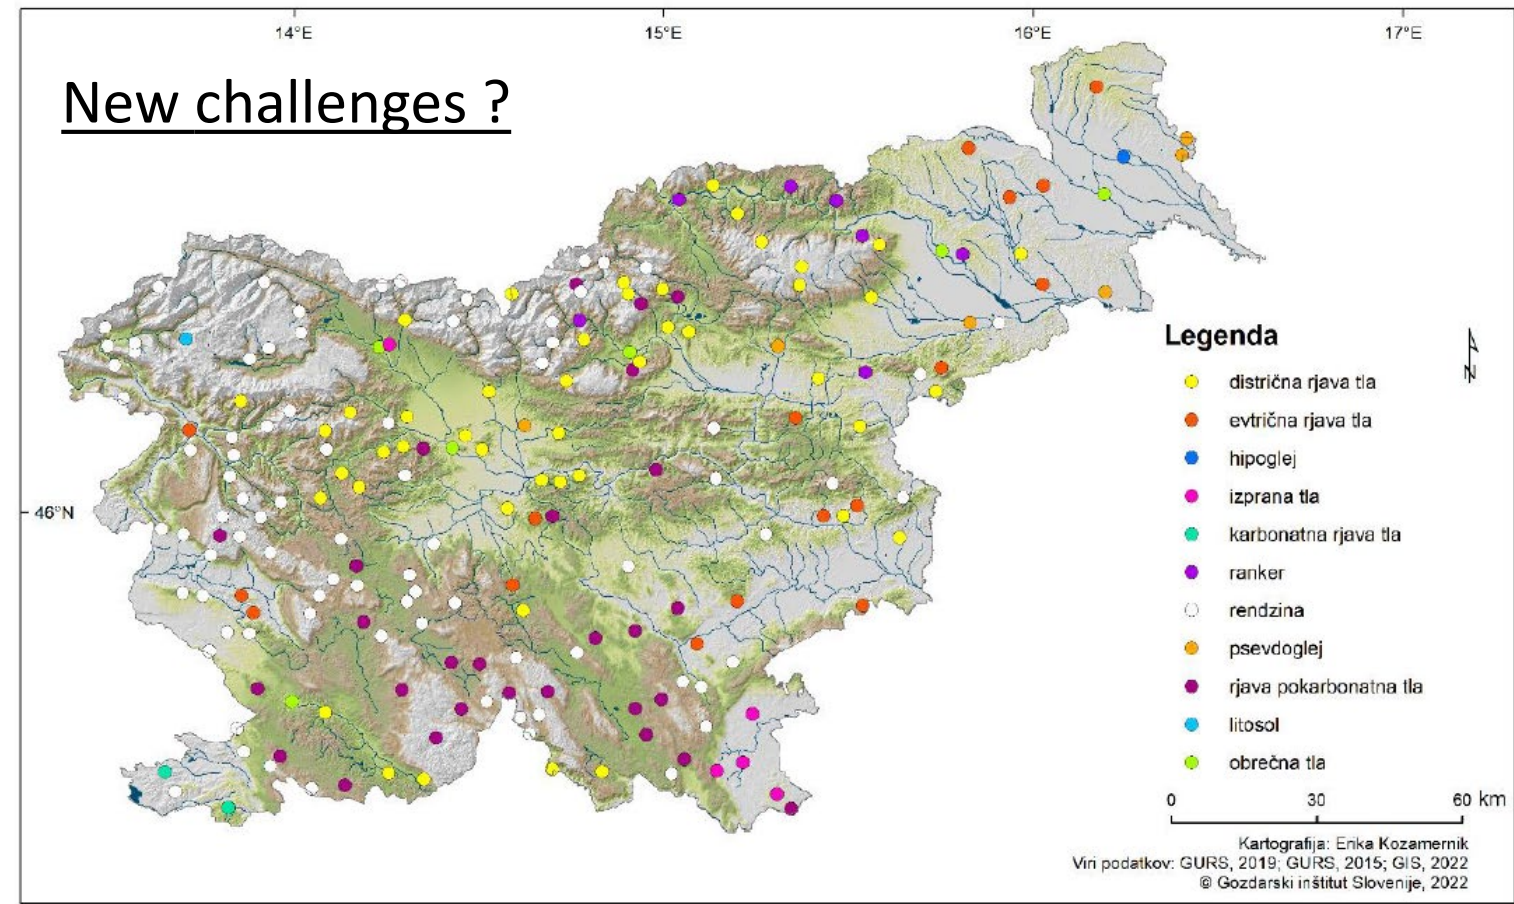 14°E 15°E 16°E 17°E
New challenges ?
46°N
Legenda
distrična rjava tla
evtrična rjava tla
hipoglej
izprana tla
karbonatna rjava tla
ranker
rendzina
psevdoglej
rjava pokarbonatna tla
litosol
obrečna tla
0 30 60 km
N
Kartografija: Erika Kozamernik
Viri podatkov: GURS, 2019; GURS, 2015; GIS, 2022
© Gozdarski inštitut Slovenije, 2022